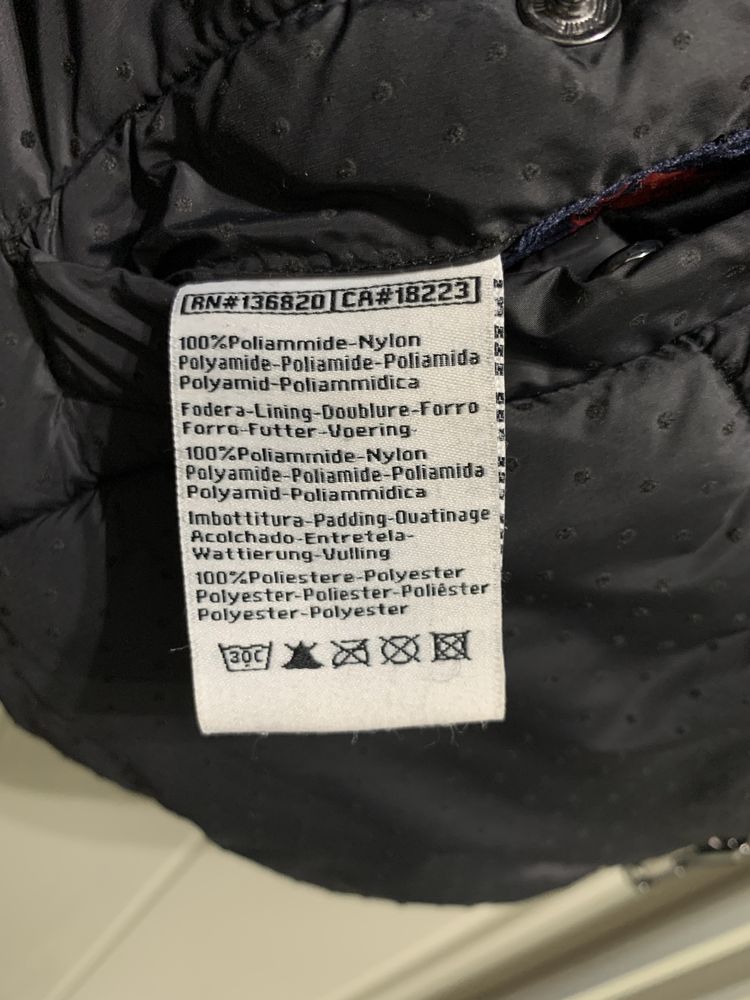 RN#136820 CA#18223
100%Poliammide-Nylon
Polyamide-Poliamide-Poliamida
Polyamid-Poliammidica
Fodera-Lining-Doublure-Forro
Forro-Futter-Voering
100%Poliammide-Nylon
Polyamide-Poliamide-Poliamida
Polyamid-Poliammidica
Imbottitura-Padding-Ouatinage
Acolchado-Entretela-
Wattierung-Vulling
100%Poliestere-Polyester
Polyester-Poliester-Poliéster
Polyester-Polyester
30C